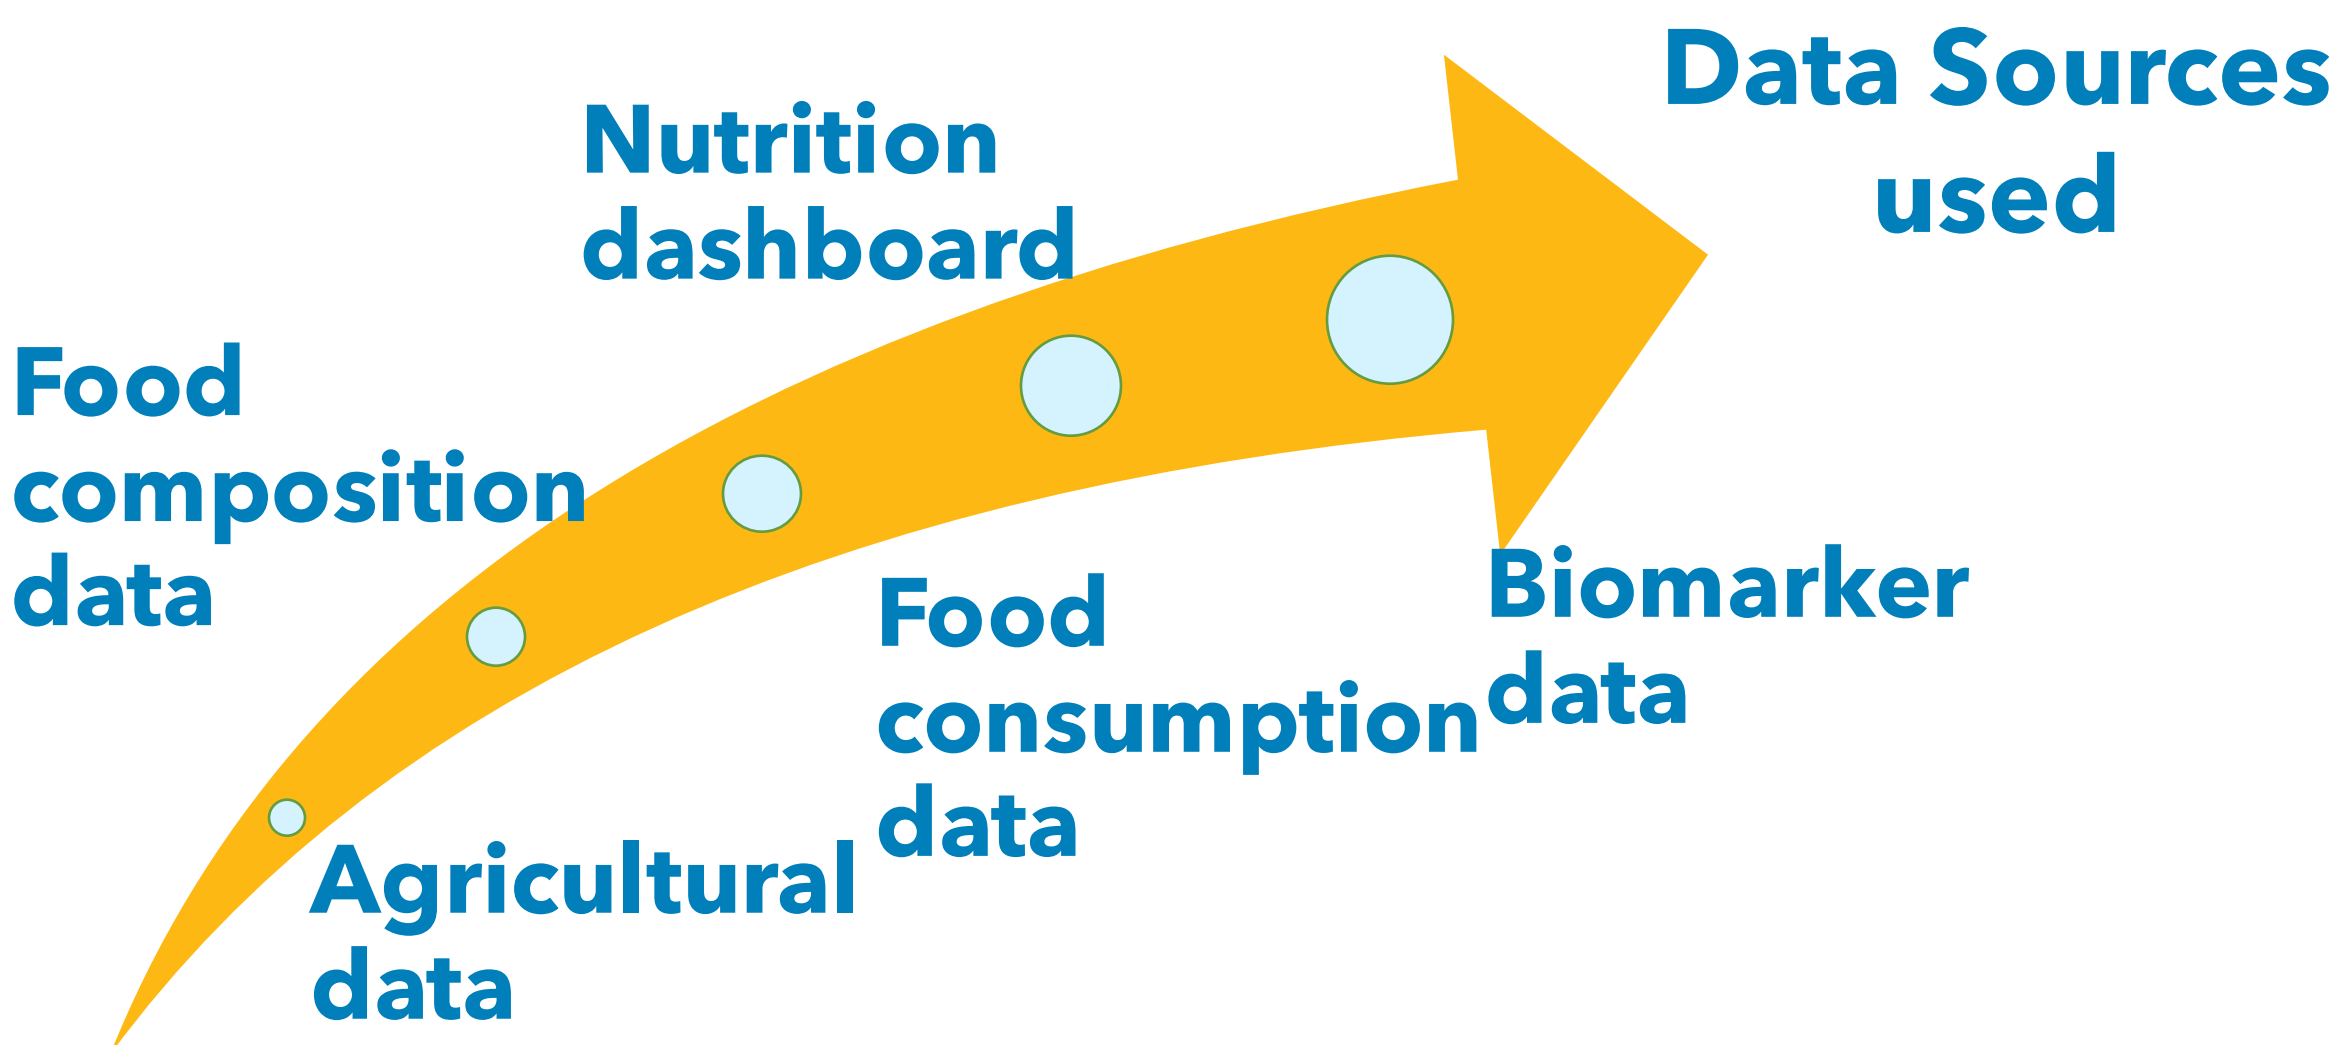 Data Sources
used
Nutrition
dashboard
Food
composition
data
Food
consumption
data
Biomarker
data
Agricultural
data